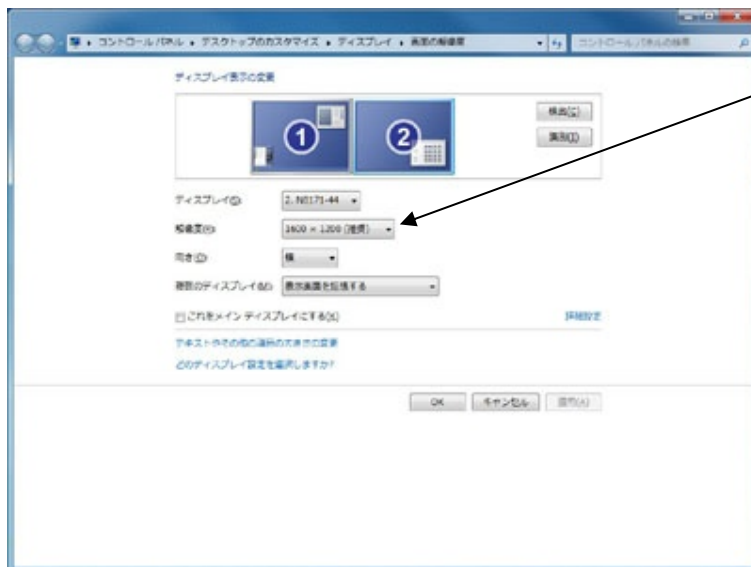 コントロール パネル ▸ デスクトップのカスタマイズ ▸ ディスプレイ ▸ 画面の解像度
コントロール パネルの検索
ディスプレイ表示の変更
1
2
検出(C)
識別(I)
ディスプレイ(S):
2.
解像度(R):
1600 × 1200 (推奨)
向き(O):
横
複数のディスプレイ(M):
表示画面を拡張する
これをメイン ディスプレイにする(K)
詳細設定
テキストやその他の項目の大きさの変更
どのディスプレイ設定を選択しますか?
OK
キャンセル
適用(A)